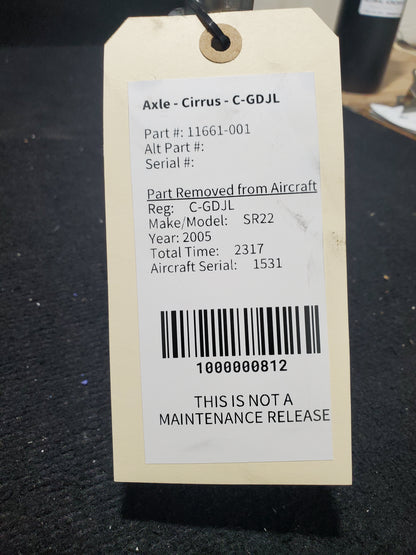 Axle - Cirrus - C-GDJL
Part #: 11661-001
Alt Part #:
Serial #:
Part Removed from Aircraft
Reg: C-GDJL
Make/Model: SR22
Year: 2005
Total Time: 2317
Aircraft Serial: 1531
1000000812
THIS IS NOT A
MAINTENANCE RELEASE